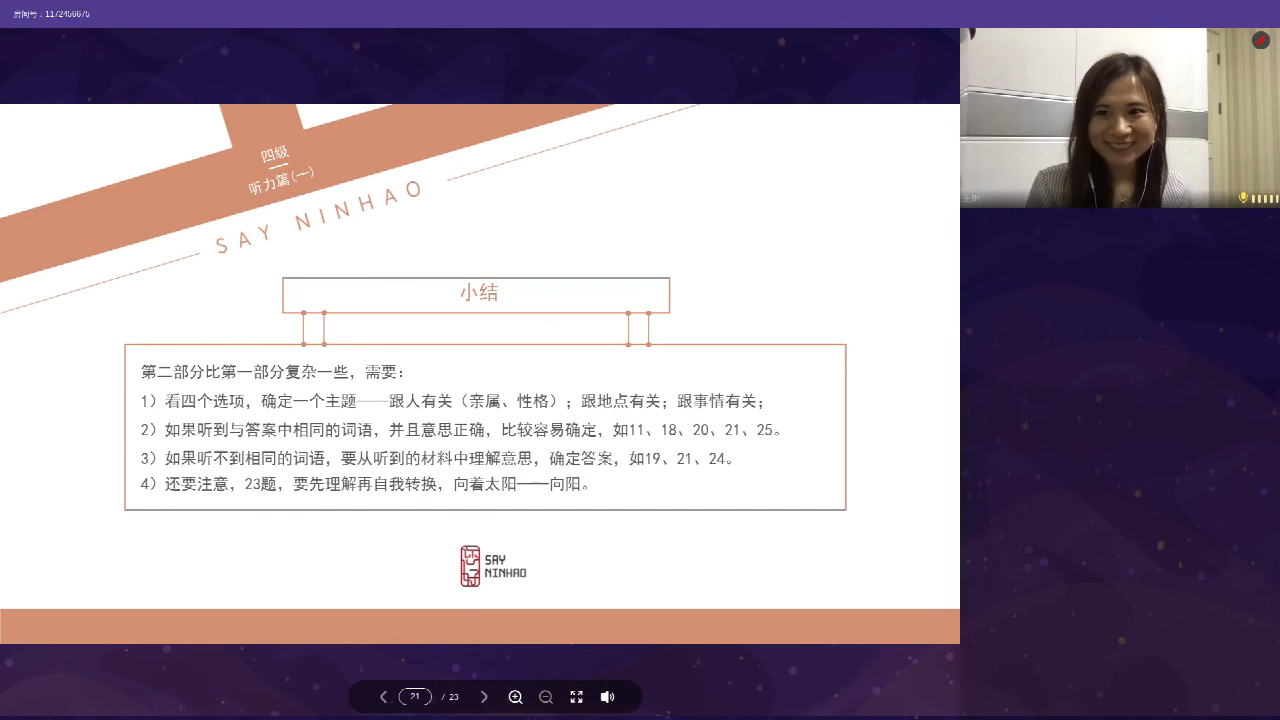 房间号：1172456675
四级
听力篇(一)
SAY NINHAO
小结
第二部分比第一部分复杂一些，需要：
1）看四个选项，确定一个主题——跟人有关（亲属、性格）；跟地点有关；跟事情有关；
2）如果听到与答案中相同的词语，并且意思正确，比较容易确定，如11、18、20、21、25。
3）如果听不到相同的词语，要从听到的材料中理解意思，确定答案，如19、21、24。
4）还要注意，23题，要先理解再自我转换，向着太阳——向阳。
SAY
NINHAO
21 / 23